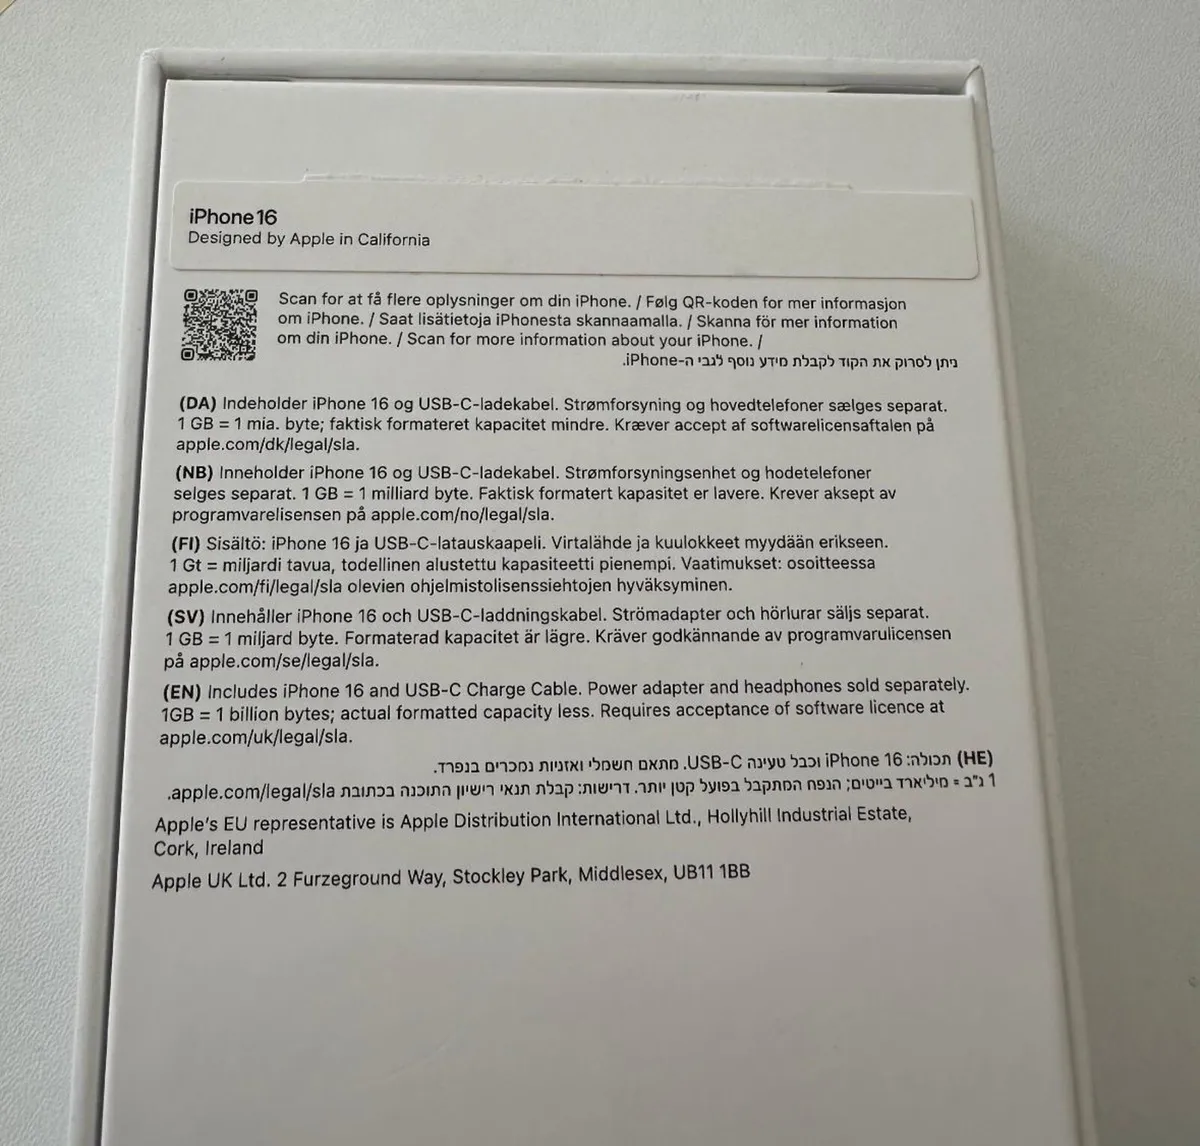 iPhone 16
Designed by Apple in California
Scan for at få flere oplysninger om din iPhone. / Følg QR-koden for mer informasjon
om iPhone. / Saat lisätietoja iPhonesta skannaamalla. / Skanna för mer information
om din iPhone. / Scan for more information about your iPhone. /
ניתן לסרוק את הקוד לקבלת מידע נוסף לגבי ה-iPhone.
(DA) Indeholder iPhone 16 og USB-C-ladekabel. Strømforsyning og hovedtelefoner sælges separat.
1 GB = 1 mia. byte; faktisk formateret kapacitet mindre. Kræver accept af softwarelicensaftalen på
apple.com/dk/legal/sla.
(NB) Inneholder iPhone 16 og USB-C-ladekabel. Strømforsyningsenhet og hodetelefoner
selges separat. 1 GB = 1 milliard byte. Faktisk formatert kapasitet er lavere. Krever aksept av
programvarelisensen på apple.com/no/legal/sla.
(FI) Sisältö: iPhone 16 ja USB-C-latauskaapeli. Virtalähde ja kuulokkeet myydään erikseen.
1 Gt = miljardi tavua, todellinen alustettu kapasiteetti pienempi. Vaatimukset: osoitteessa
apple.com/fi/legal/sla olevien ohjelmistolisenssiehtojen hyväksyminen.
(SV) Innehåller iPhone 16 och USB-C-laddningskabel. Strömadapter och hörlurar säljs separat.
1 GB = 1 miljard byte. Formaterad kapacitet är lägre. Kräver godkännande av programvarulicensen
på apple.com/se/legal/sla.
(EN) Includes iPhone 16 and USB-C Charge Cable. Power adapter and headphones sold separately.
1GB = 1 billion bytes; actual formatted capacity less. Requires acceptance of software licence at
apple.com/uk/legal/sla.
(HE) תכולה: iPhone 16 וכבל טעינה USB-C. מתאם חשמלי ואזניות נמכרים בנפרד.
1 ג"ב = מיליארד בייטים; הנפח המתקבל בפועל קטן יותר. דרישות: קבלת תנאי רישיון התוכנה בכתובת apple.com/legal/sla.
Apple's EU representative is Apple Distribution International Ltd., Hollyhill Industrial Estate,
Cork, Ireland
Apple UK Ltd. 2 Furzeground Way, Stockley Park, Middlesex, UB11 1BB